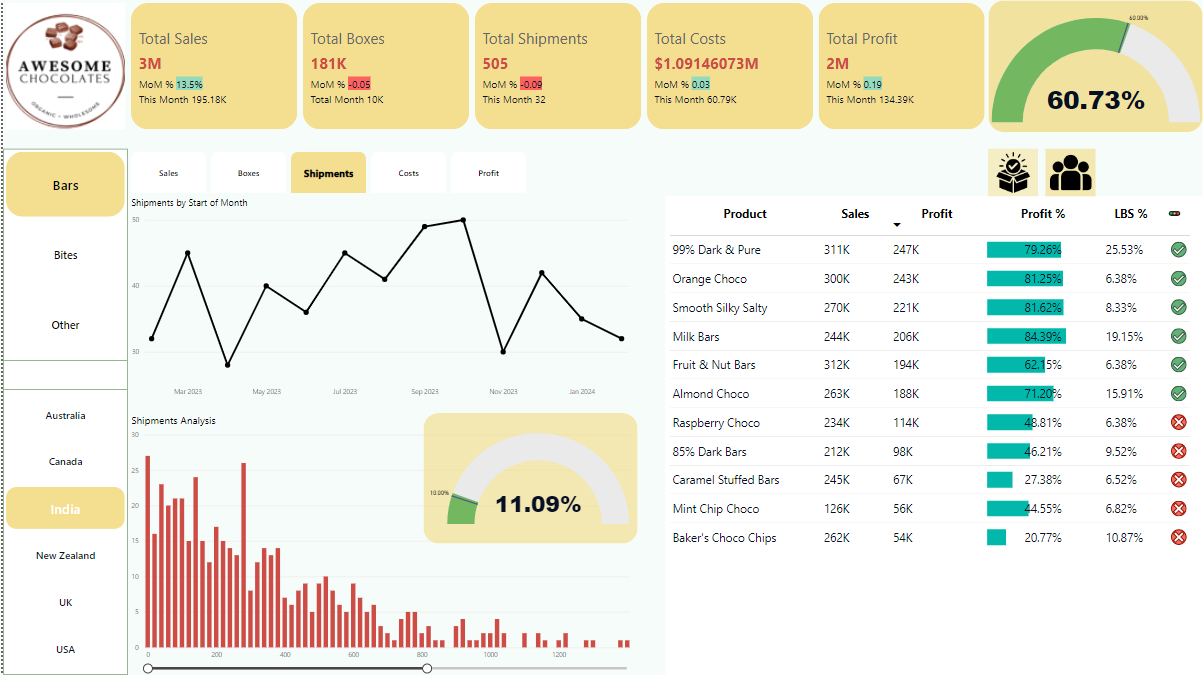 AWESOME
CHOCOLATES
ORGANIC • WHOLESOME
Total Sales
3M
MoM % 13.5%
This Month 195.18K
Total Boxes
181K
MoM % -0.05
Total Month 10K
Total Shipments
505
MoM % -0.09
This Month 32
Total Costs
$1.09146073M
MoM % 0.03
This Month 60.79K
Total Profit
2M
MoM % 0.19
This Month 134.39K
60.00%
60.73%
Bars
Bites
Other
Australia
Canada
India
New Zealand
UK
USA
Sales Boxes Shipments Costs Profit
Shipments by Start of Month
50
40
30
Mar 2023 May 2023 Jul 2023 Sep 2023 Nov 2023 Jan 2024
Shipments Analysis
30
25
20
15
10
5
0
0 200 400 600 800 1000 1200
10.00%
11.09%
Product Sales Profit Profit % LBS %
99% Dark & Pure 311K 247K 79.26% 25.53%
Orange Choco 300K 243K 81.25% 6.38%
Smooth Silky Salty 270K 221K 81.62% 8.33%
Milk Bars 244K 206K 84.39% 19.15%
Fruit & Nut Bars 312K 194K 62.15% 6.38%
Almond Choco 263K 188K 71.20% 15.91%
Raspberry Choco 234K 114K 48.81% 6.38%
85% Dark Bars 212K 98K 46.21% 9.52%
Caramel Stuffed Bars 245K 67K 27.38% 6.52%
Mint Chip Choco 126K 56K 44.55% 6.82%
Baker's Choco Chips 262K 54K 20.77% 10.87%